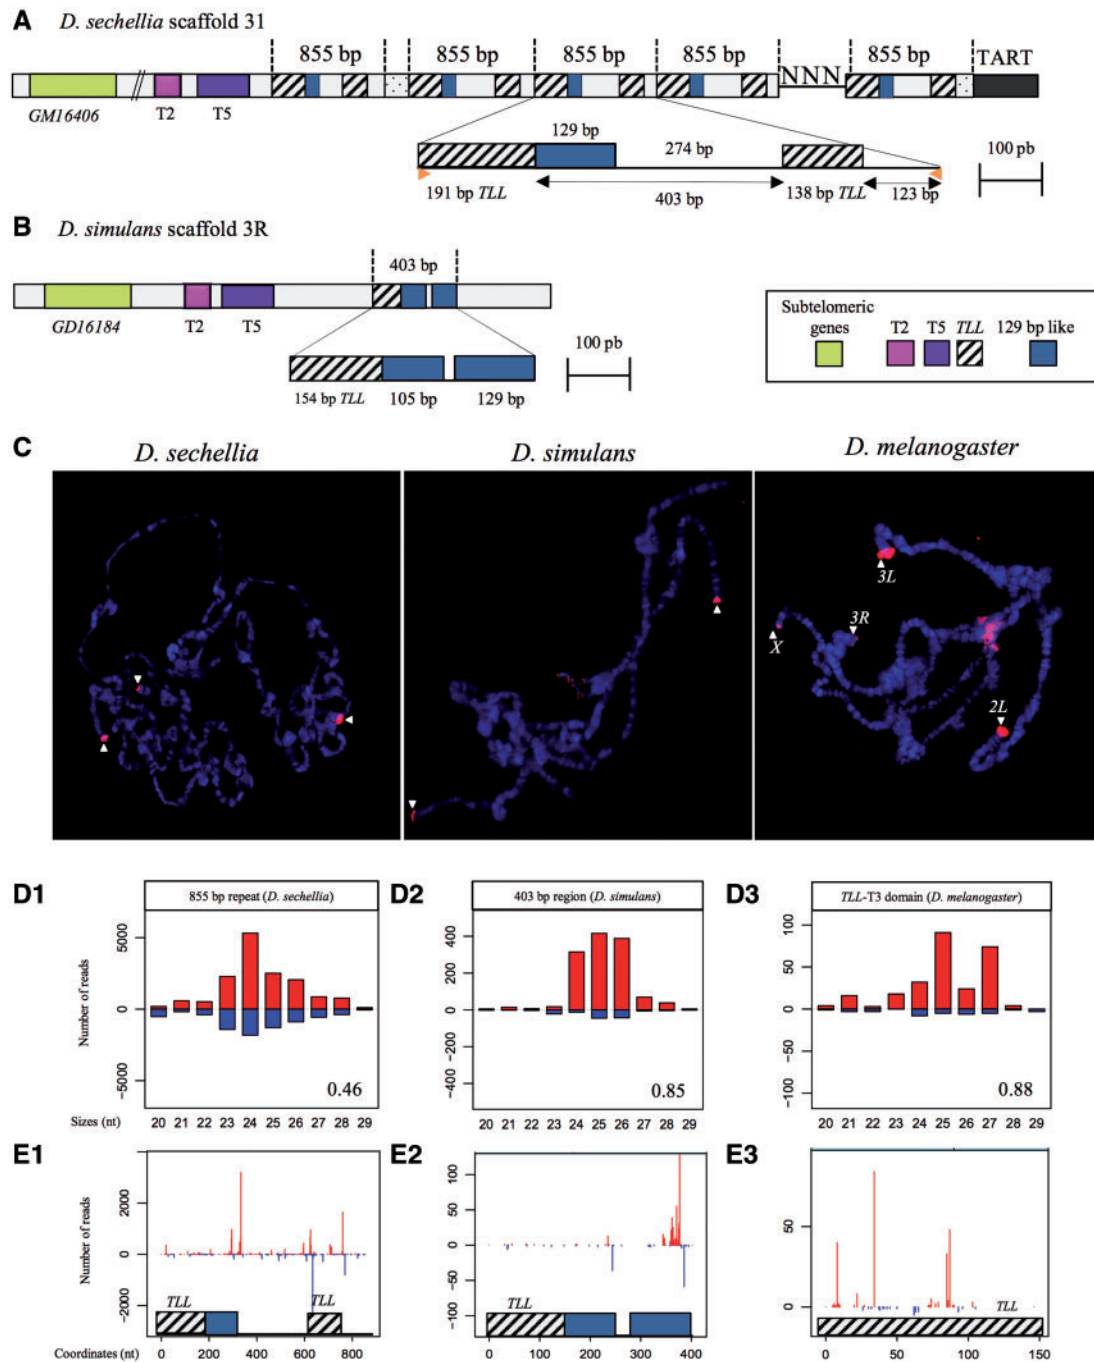 A D. sechellia scaffold 31
855 bp 855 bp 855 bp 855 bp 855 bp
NNN TART
GM16406 T2 T5
129 bp 274 bp 100 pb
191 bp TLL 403 bp 138 bp TLL 123 bp
B D. simulans scaffold 3R
403 bp
GD16184 T2 T5
100 pb
154 bp TLL 105 bp 129 bp
Subtelomeric
genes T2 T5 TLL 129 bp like
C D. sechellia D. simulans D. melanogaster
3L
3R
X
2L
D1 855 bp repeat (D. sechellia)
Number of reads
5000
0
−5000
0.46
Sizes (nt) 20 21 22 23 24 25 26 27 28 29
D2 403 bp region (D. simulans)
400
200
0
−200
−400
0.85
20 21 22 23 24 25 26 27 28 29
D3 TLL-T3 domain (D. melanogaster)
100
50
0
−50
−100
0.88
20 21 22 23 24 25 26 27 28 29
E1
Number of reads
2000
0
−2000
TLL TLL
Coordinates (nt) 0 200 400 600 800
E2
100
50
0
−50
−100
TLL
0 100 200 300 400
E3
50
0
TLL
0 50 100 150